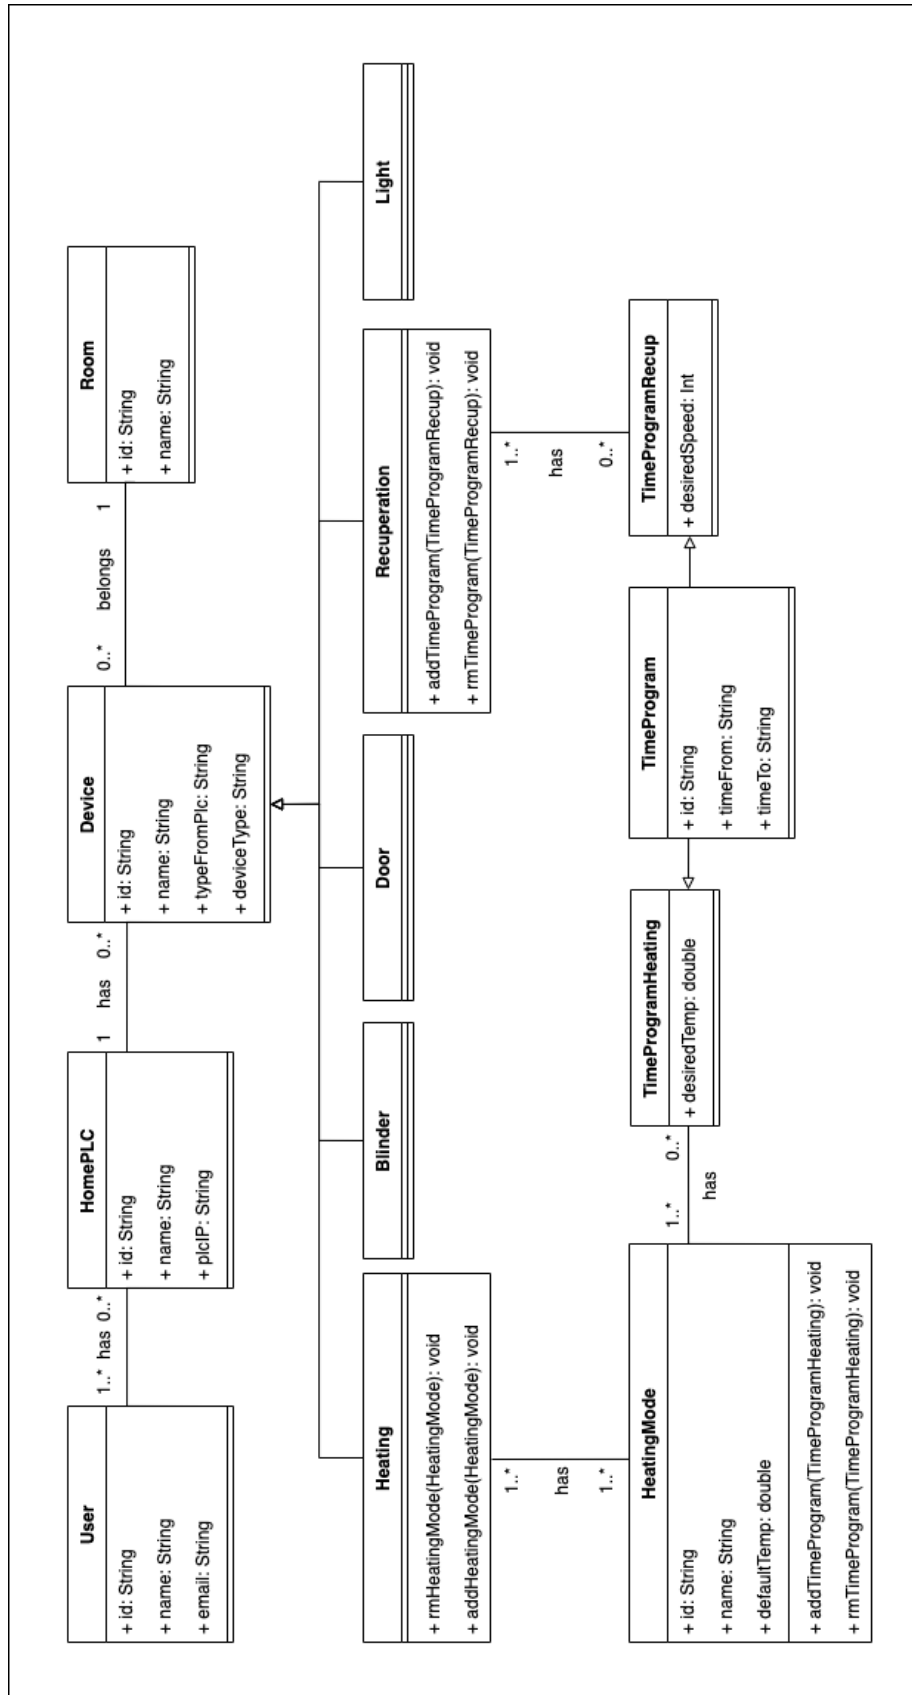 User
+ id: String
+ name: String
+ email: String
1..* has 0..*
HomePLC
+ id: String
+ name: String
+ plcIP: String
1 has 0..*
Device
+ id: String
+ name: String
+ typeFromPlc: String
+ deviceType: String
0..* belongs 1
Room
+ id: String
+ name: String
Heating
+ rmHeatingMode(HeatingMode): void
+ addHeatingMode(HeatingMode): void
Blinder
Door
Recuperation
+ addTimeProgram(TimeProgramRecup): void
+ rmTimeProgram(TimeProgramRecup): void
Light
1..*
has
1..*
1..*
has
0..*
HeatingMode
+ id: String
+ name: String
+ defaultTemp: double
+ addTimeProgram(TimeProgramHeating): void
+ rmTimeProgram(TimeProgramHeating): void
1..* 0..*
has
TimeProgramHeating
+ desiredTemp: double
TimeProgram
+ id: String
+ timeFrom: String
+ timeTo: String
TimeProgramRecup
+ desiredSpeed: Int